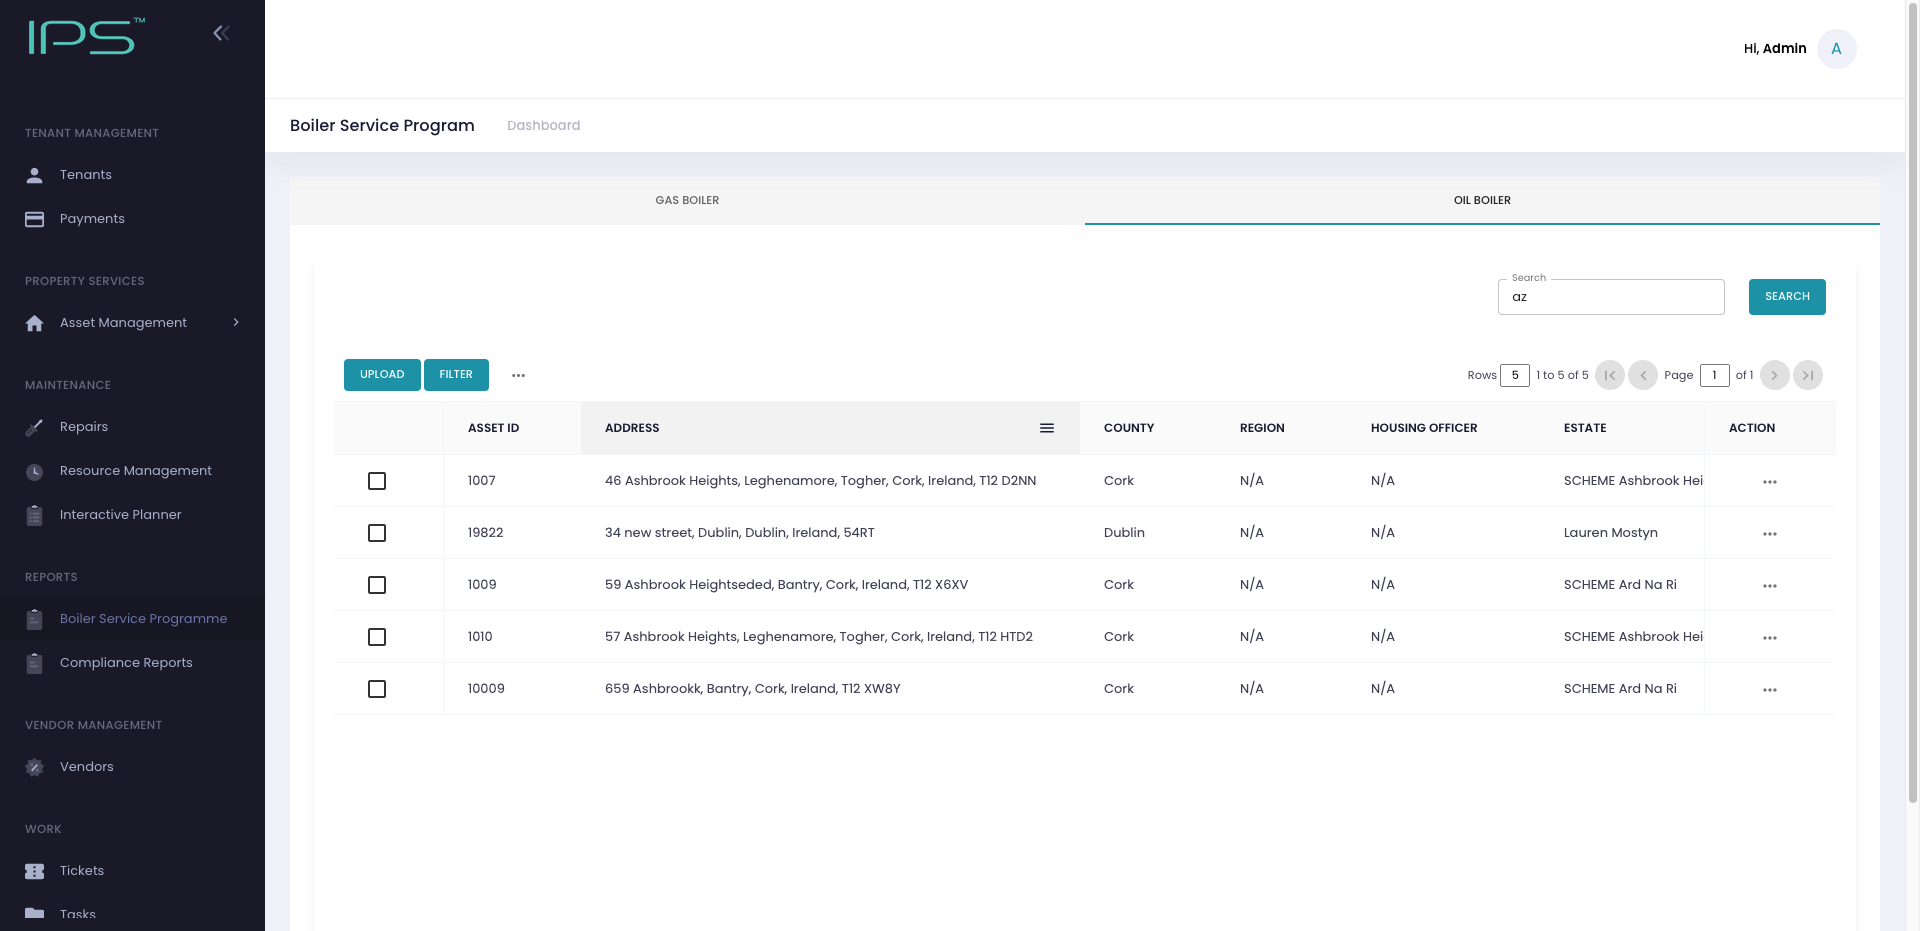 IPS™
Hi, Admin
A
Boiler Service Program
Dashboard
TENANT MANAGEMENT
Tenants
Payments
PROPERTY SERVICES
Asset Management
MAINTENANCE
Repairs
Resource Management
Interactive Planner
REPORTS
Boiler Service Programme
Compliance Reports
VENDOR MANAGEMENT
Vendors
WORK
Tickets
Tasks
GAS BOILER
OIL BOILER
Search
az
SEARCH
UPLOAD
FILTER
Rows 5 1 to 5 of 5 Page 1 of 1
ASSET ID ADDRESS COUNTY REGION HOUSING OFFICER ESTATE ACTION
1007 46 Ashbrook Heights, Leghenamore, Togher, Cork, Ireland, T12 D2NN Cork N/A N/A SCHEME Ashbrook Hei
19822 34 new street, Dublin, Dublin, Ireland, 54RT Dublin N/A N/A Lauren Mostyn
1009 59 Ashbrook Heightseded, Bantry, Cork, Ireland, T12 X6XV Cork N/A N/A SCHEME Ard Na Ri
1010 57 Ashbrook Heights, Leghenamore, Togher, Cork, Ireland, T12 HTD2 Cork N/A N/A SCHEME Ashbrook Hei
10009 659 Ashbrookk, Bantry, Cork, Ireland, T12 XW8Y Cork N/A N/A SCHEME Ard Na Ri